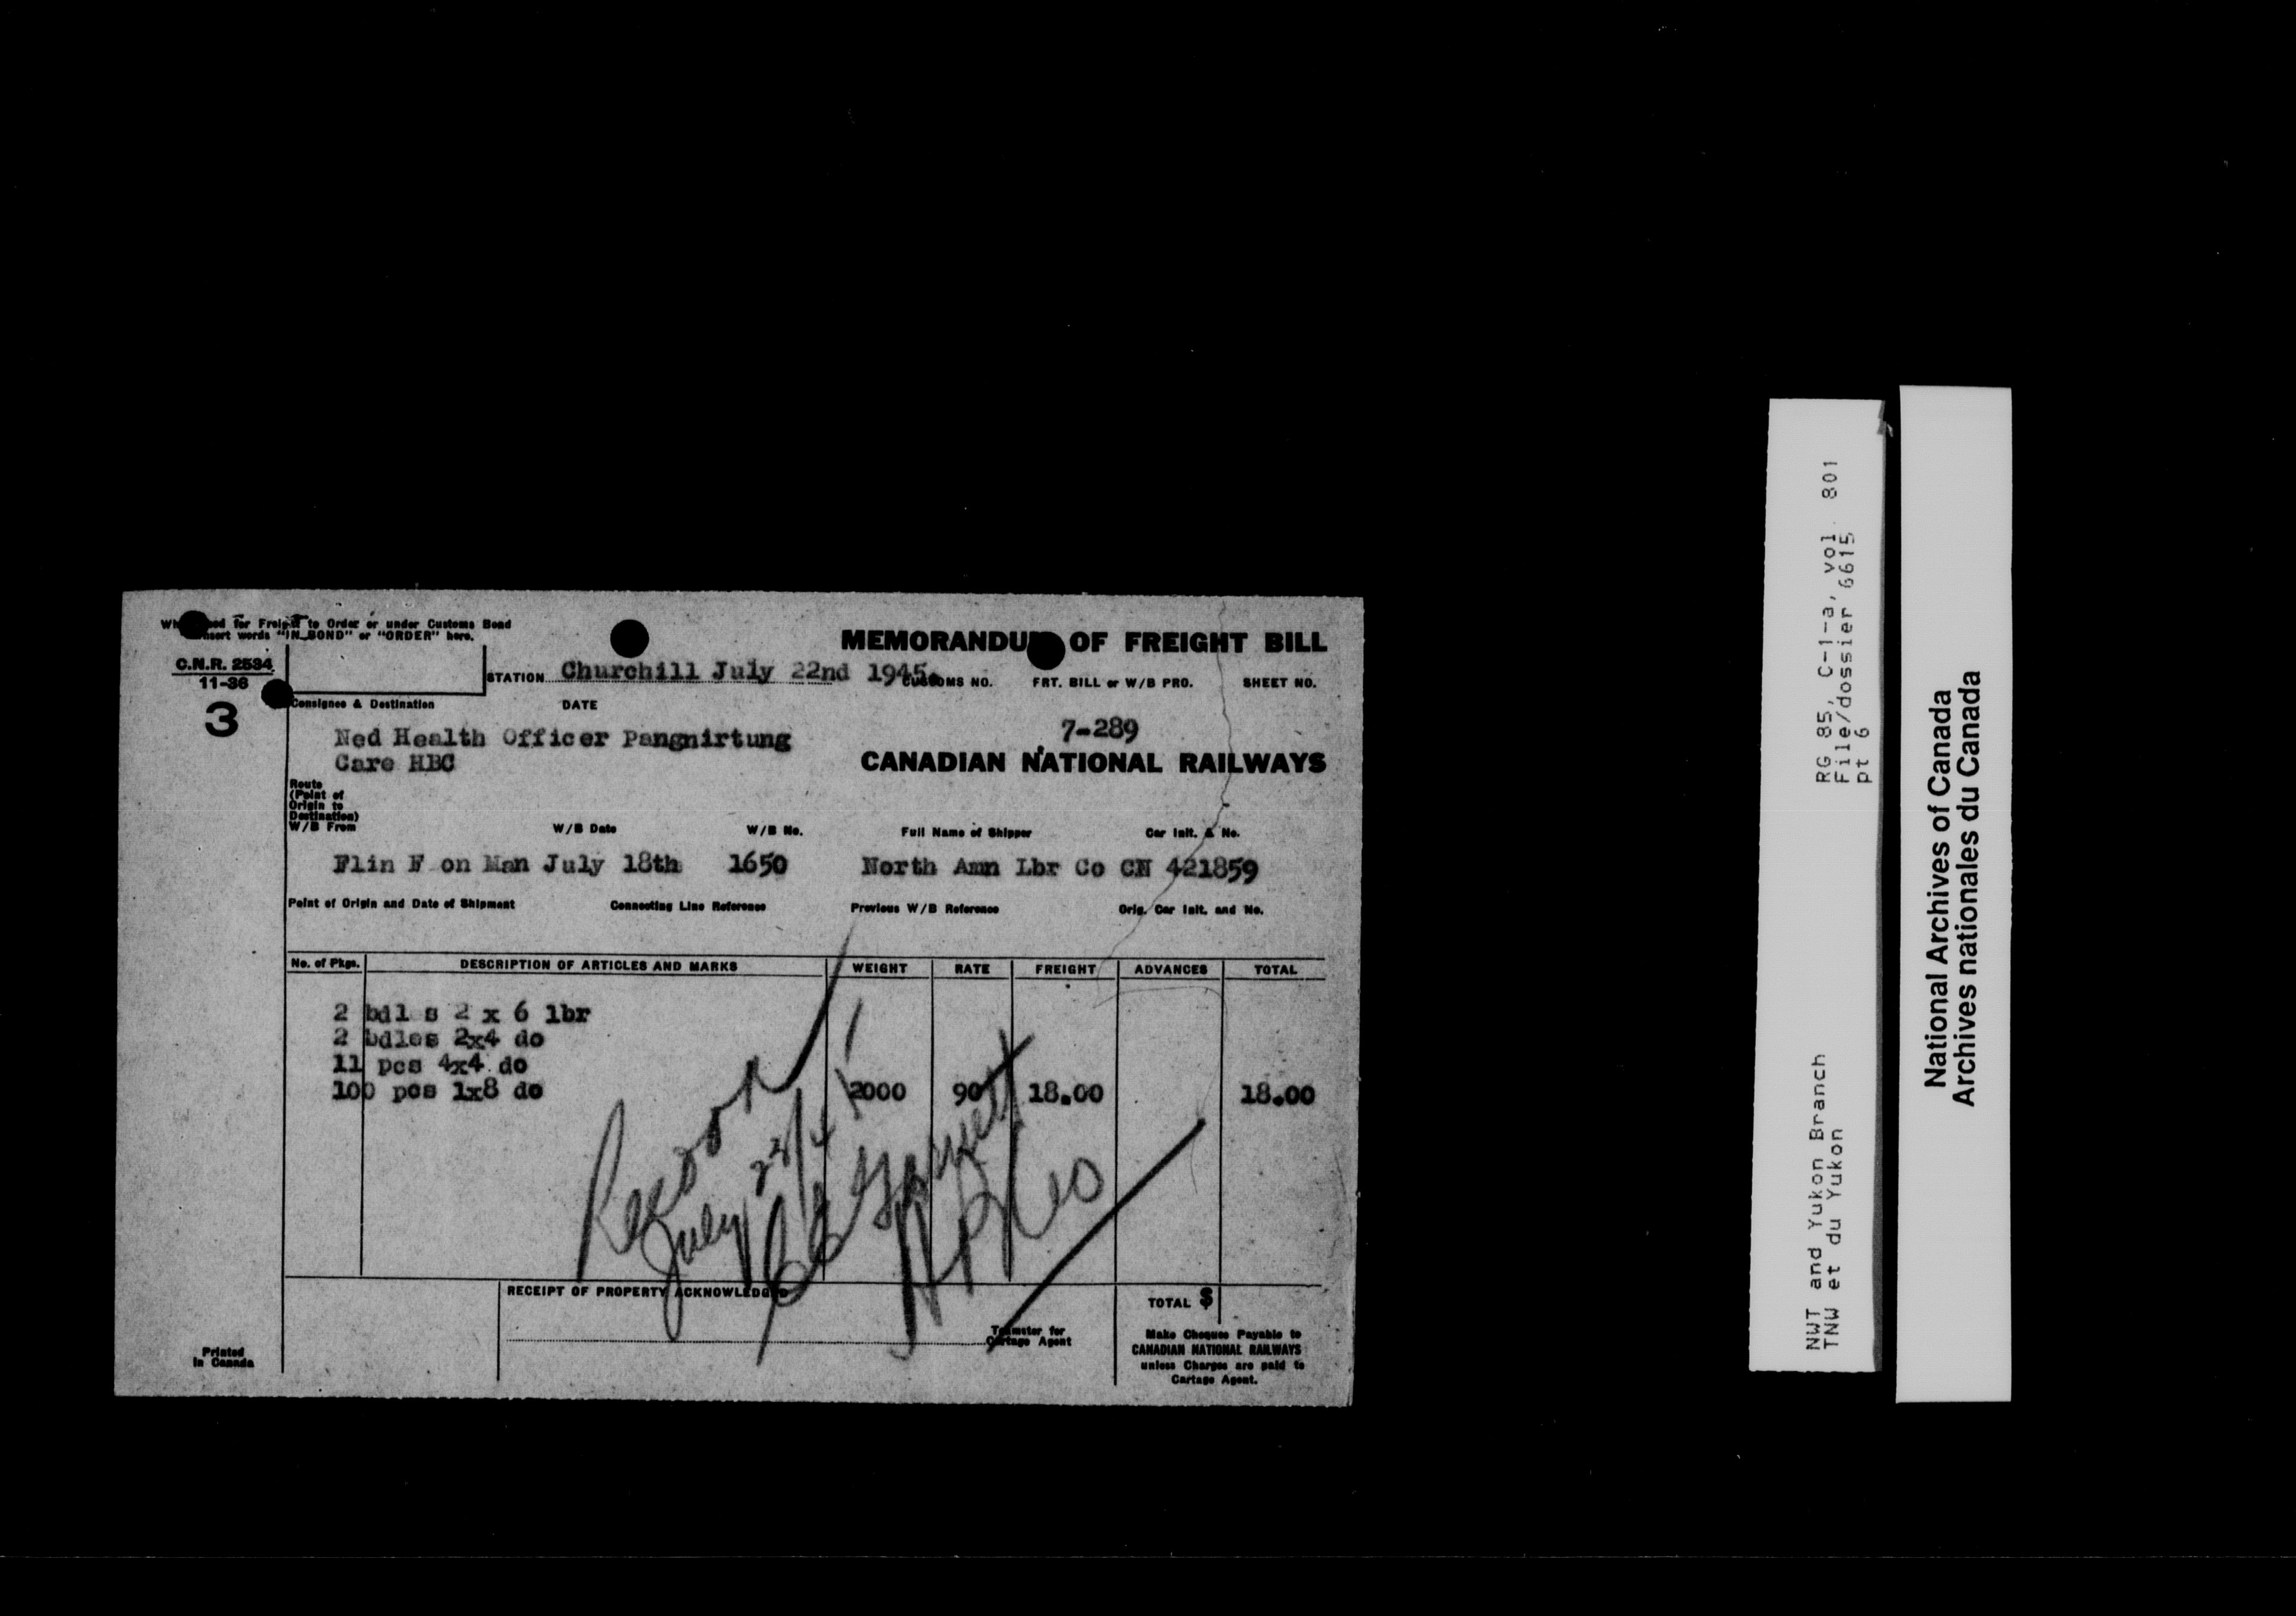 When used for Freight to Order or under Customs Bond
insert words "IN BOND" or "ORDER" here.
MEMORANDUM OF FREIGHT BILL
C.N.R. 2534
11-36
3
STATION Churchill July 22nd 1945.
CUSTOMS NO. FRT. BILL or W/B PRO. SHEET NO.
Consignee & Destination DATE
7-289
Ned Health Officer Pangnirtung
Care HBC
CANADIAN NATIONAL RAILWAYS
Route
(Point of
Origin to
Destination)
W/B From W/B Date W/B No. Full Name of Shipper Car Init. & No.
Flin F on Man July 18th 1650 North Amn Lbr Co CN 421859
Point of Origin and Date of Shipment Connecting Line Reference Previous W/B Reference Orig. Car Init. and No.
No. of Pkgs. DESCRIPTION OF ARTICLES AND MARKS WEIGHT RATE FREIGHT ADVANCES TOTAL
2 bdl s 2 x 6 lbr
2 bdles 2x4 do
11 pcs 4x4 do
100 pcs 1x8 do 2000 90 18.00 18.00
July
RECEIPT OF PROPERTY ACKNOWLEDGED
TOTAL $
Teamster for
Cartage Agent
Make Cheques Payable to
CANADIAN NATIONAL RAILWAYS
unless Charges are paid to
Cartage Agent.
Printed
in Canada
NWT and Yukon Branch RG 85, C-1-a, vol. 801
TNW et du Yukon File/dossier 6615
pt 6
National Archives of Canada
Archives nationales du Canada